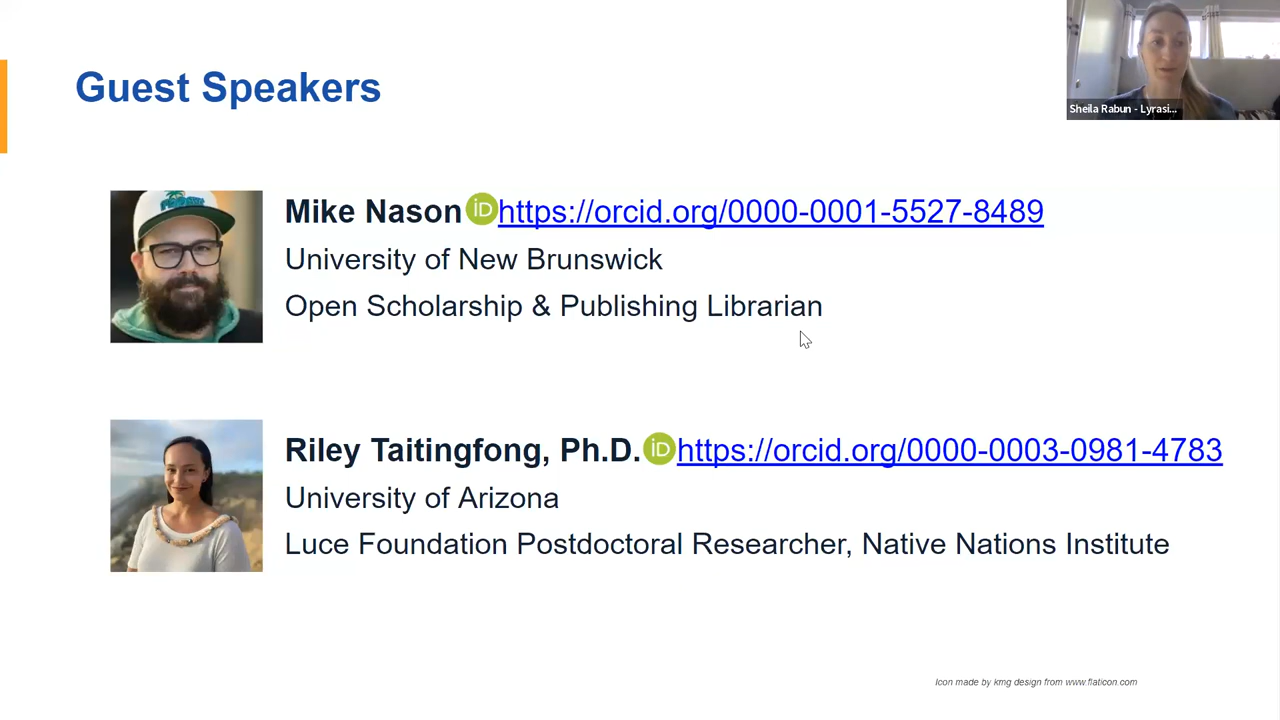 Guest Speakers
Sheila Rabun - Lyrasi...
Mike Nason iD https://orcid.org/0000-0001-5527-8489
University of New Brunswick
Open Scholarship & Publishing Librarian
Riley Taitingfong, Ph.D. iD https://orcid.org/0000-0003-0981-4783
University of Arizona
Luce Foundation Postdoctoral Researcher, Native Nations Institute
Icon made by kmg design from www.flaticon.com